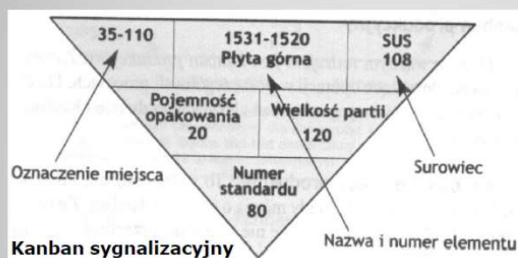 35-110
1531-1520
Płyta górna
SUS
108
Pojemność
opakowania
20
Wielkość partii
120
Oznaczenie miejsca
Surowiec
Numer
standardu
80
Nazwa i numer elementu
Kanban sygnalizacyjny